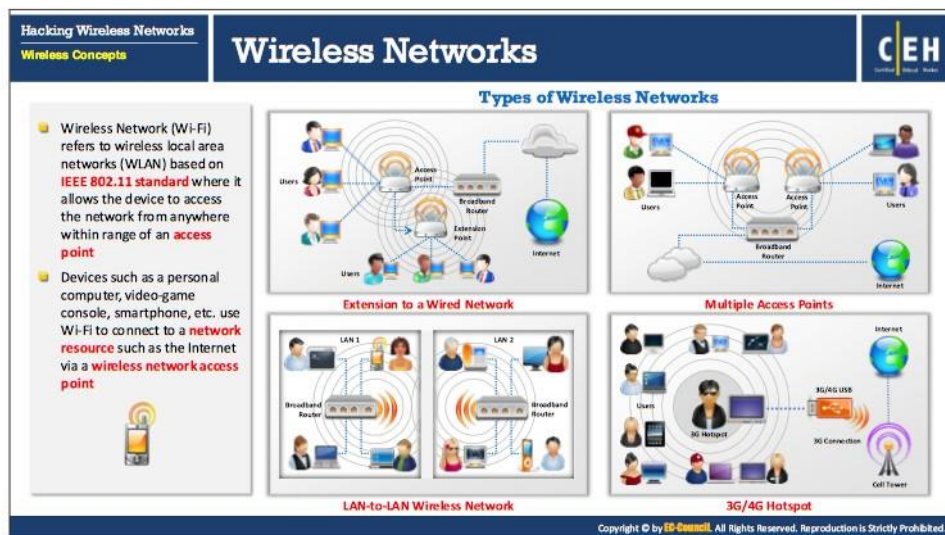 Hacking Wireless Networks
Wireless Concepts
Wireless Networks
CEH
Types of Wireless Networks
Wireless Network (Wi-Fi)
refers to wireless local area
networks (WLAN) based on
IEEE 802.11 standard where it
allows the device to access
the network from anywhere
within range of an access
point
Devices such as a personal
computer, video-game
console, smartphone, etc. use
Wi-Fi to connect to a network
resource such as the Internet
via a wireless network access
point
Users
Access
Point
Broadband
Router
Extension
Point
Internet
Users
Extension to a Wired Network
Users
Access
Point
Access
Point
Users
Broadband
Router
Internet
Multiple Access Points
LAN 1
Broadband
Router
LAN 2
Broadband
Router
LAN-to-LAN Wireless Network
Internet
Users
3G Hotspot
3G/4G USB
3G Connection
Cell Tower
3G/4G Hotspot
Copyright © by EC-Council. All Rights Reserved. Reproduction is Strictly Prohibited.